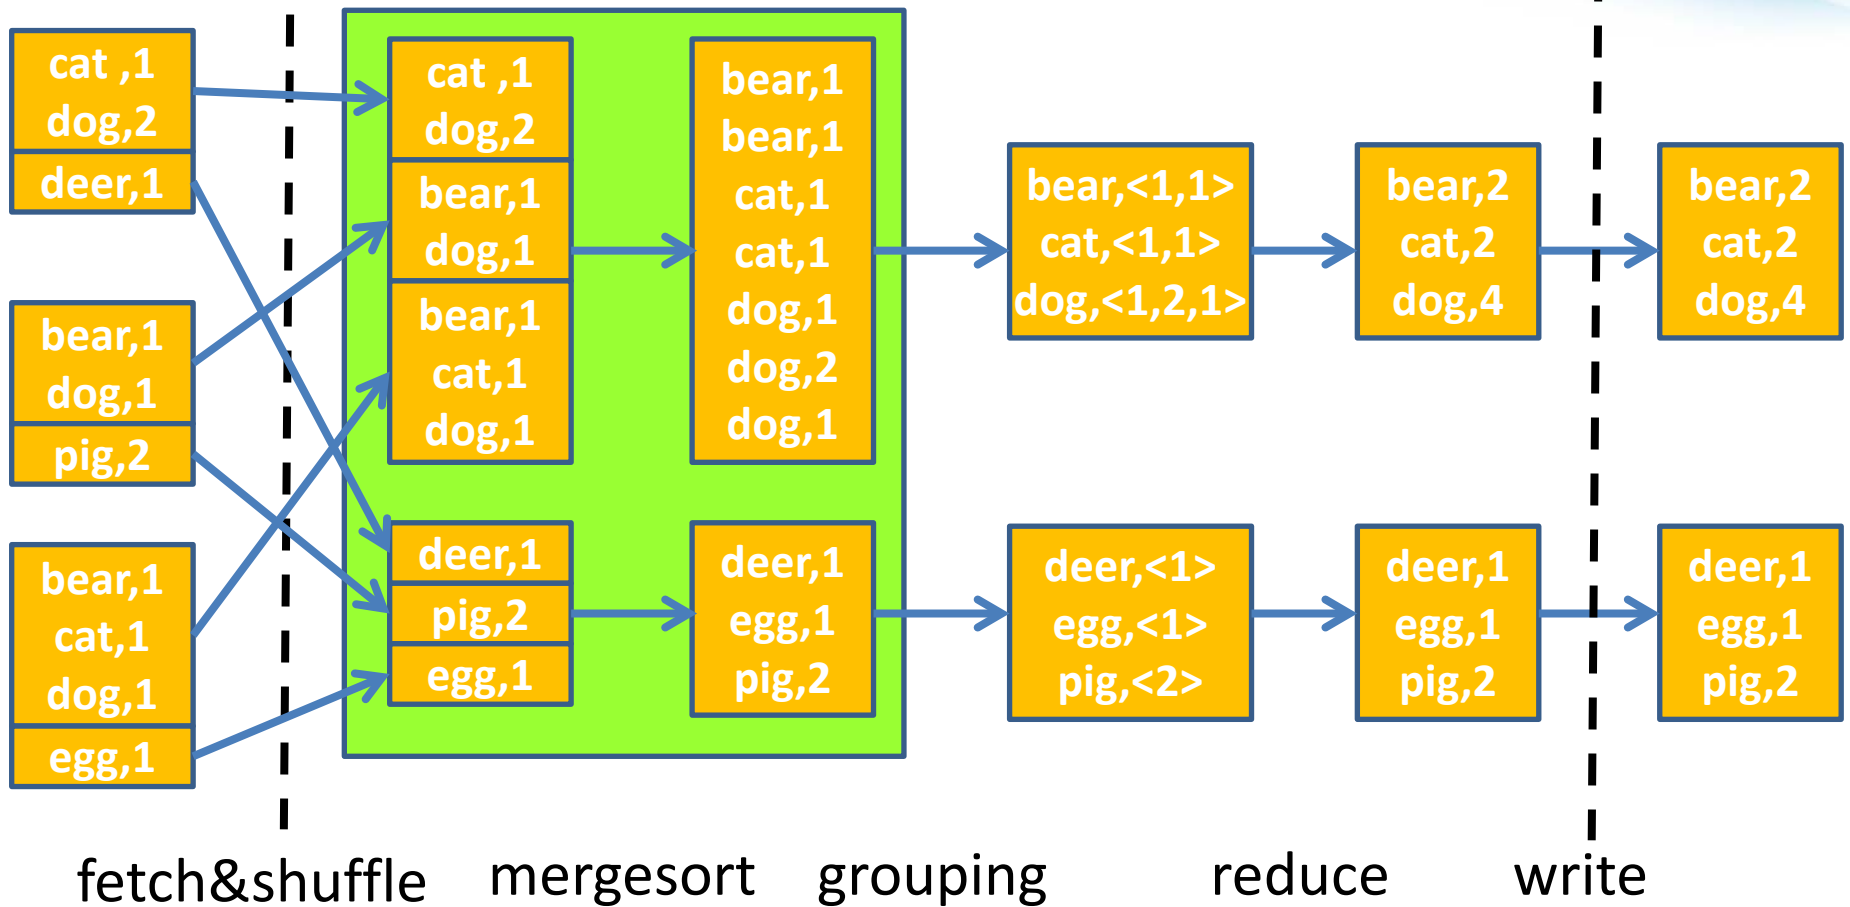 cat ,1
dog,2
deer,1
bear,1
dog,1
pig,2
bear,1
cat,1
dog,1
egg,1
cat ,1
dog,2
bear,1
dog,1
bear,1
cat,1
dog,1
deer,1
pig,2
egg,1
bear,1
bear,1
cat,1
cat,1
dog,1
dog,2
dog,1
deer,1
egg,1
pig,2
bear,<1,1>
cat,<1,1>
dog,<1,2,1>
deer,<1>
egg,<1>
pig,<2>
bear,2
cat,2
dog,4
deer,1
egg,1
pig,2
bear,2
cat,2
dog,4
deer,1
egg,1
pig,2
fetch&shuffle
mergesort
grouping
reduce
write